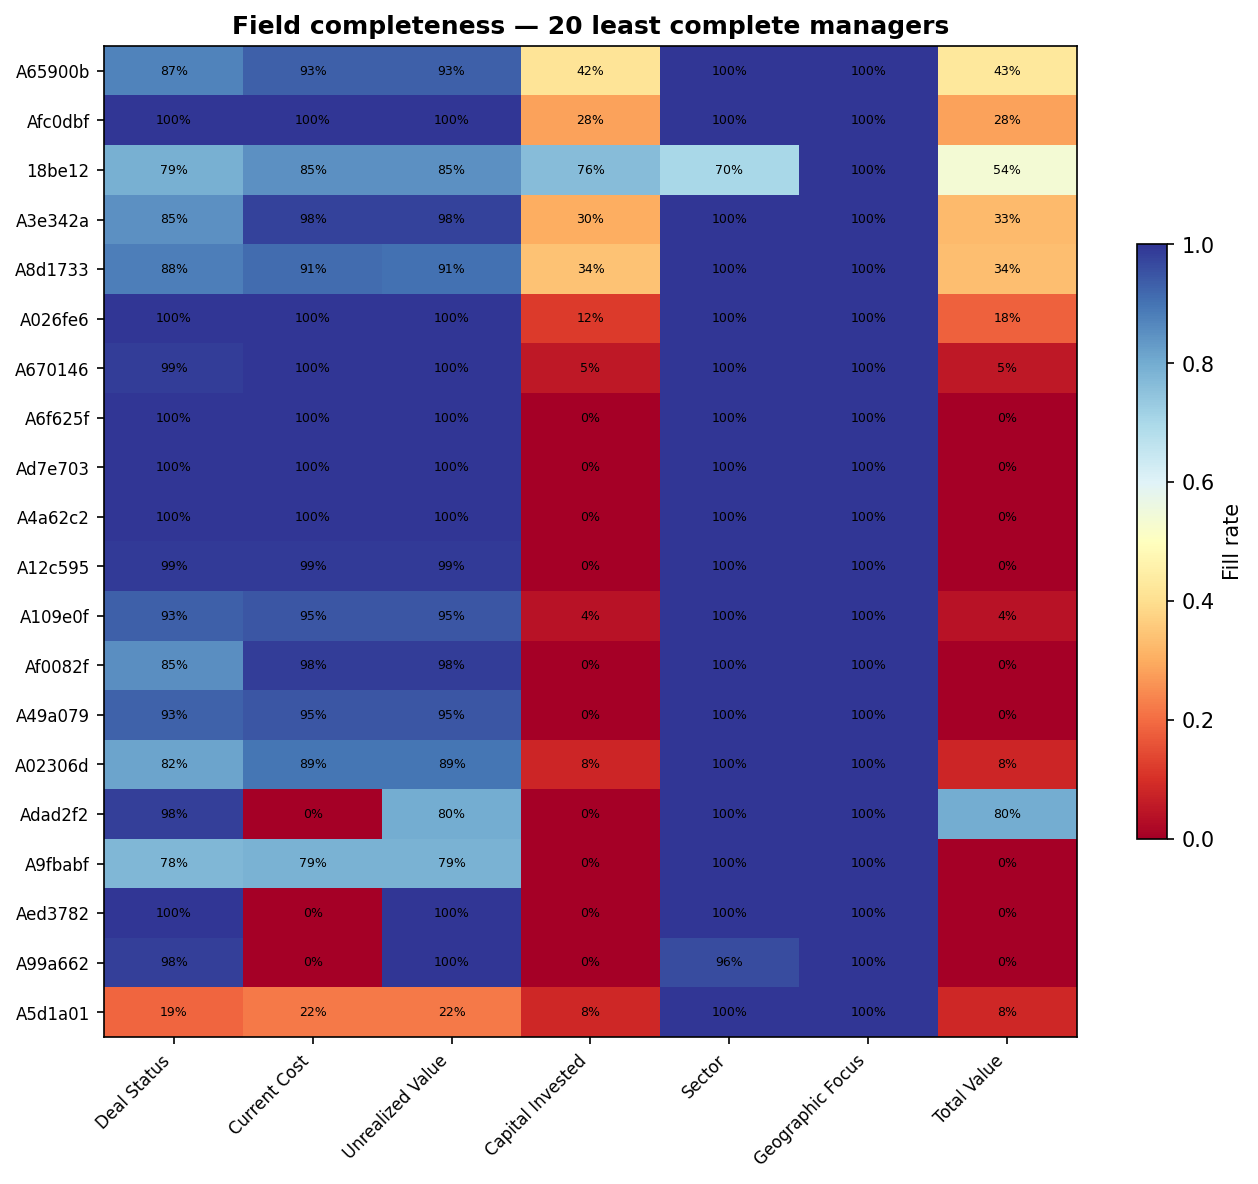 Field completeness — 20 least complete managers
A65900b 87% 93% 93% 42% 100% 100% 43%
Afc0dbf 100% 100% 100% 28% 100% 100% 28%
18be12 79% 85% 85% 76% 70% 100% 54%
A3e342a 85% 98% 98% 30% 100% 100% 33%
A8d1733 88% 91% 91% 34% 100% 100% 34%
A026fe6 100% 100% 100% 12% 100% 100% 18%
A670146 99% 100% 100% 5% 100% 100% 5%
A6f625f 100% 100% 100% 0% 100% 100% 0%
Ad7e703 100% 100% 100% 0% 100% 100% 0%
A4a62c2 100% 100% 100% 0% 100% 100% 0%
A12c595 99% 99% 99% 0% 100% 100% 0%
A109e0f 93% 95% 95% 4% 100% 100% 4%
Af0082f 85% 98% 98% 0% 100% 100% 0%
A49a079 93% 95% 95% 0% 100% 100% 0%
A02306d 82% 89% 89% 8% 100% 100% 8%
Adad2f2 98% 0% 80% 0% 100% 100% 80%
A9fbabf 78% 79% 79% 0% 100% 100% 0%
Aed3782 100% 0% 100% 0% 100% 100% 0%
A99a662 98% 0% 100% 0% 96% 100% 0%
A5d1a01 19% 22% 22% 8% 100% 100% 8%
Deal Status
Current Cost
Unrealized Value
Capital Invested
Sector
Geographic Focus
Total Value
1.0
0.8
0.6
0.4
0.2
0.0
Fill rate